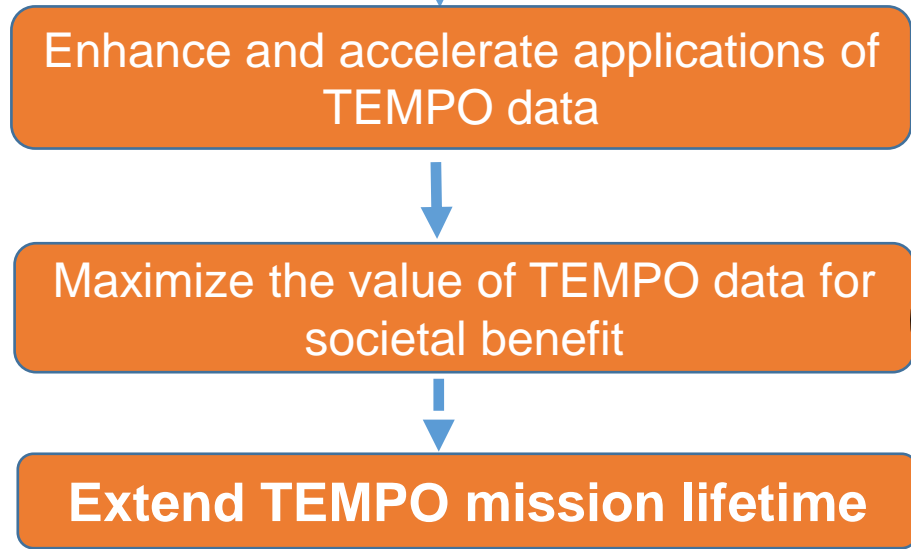 Enhance and accelerate applications of
TEMPO data
Maximize the value of TEMPO data for
societal benefit
Extend TEMPO mission lifetime